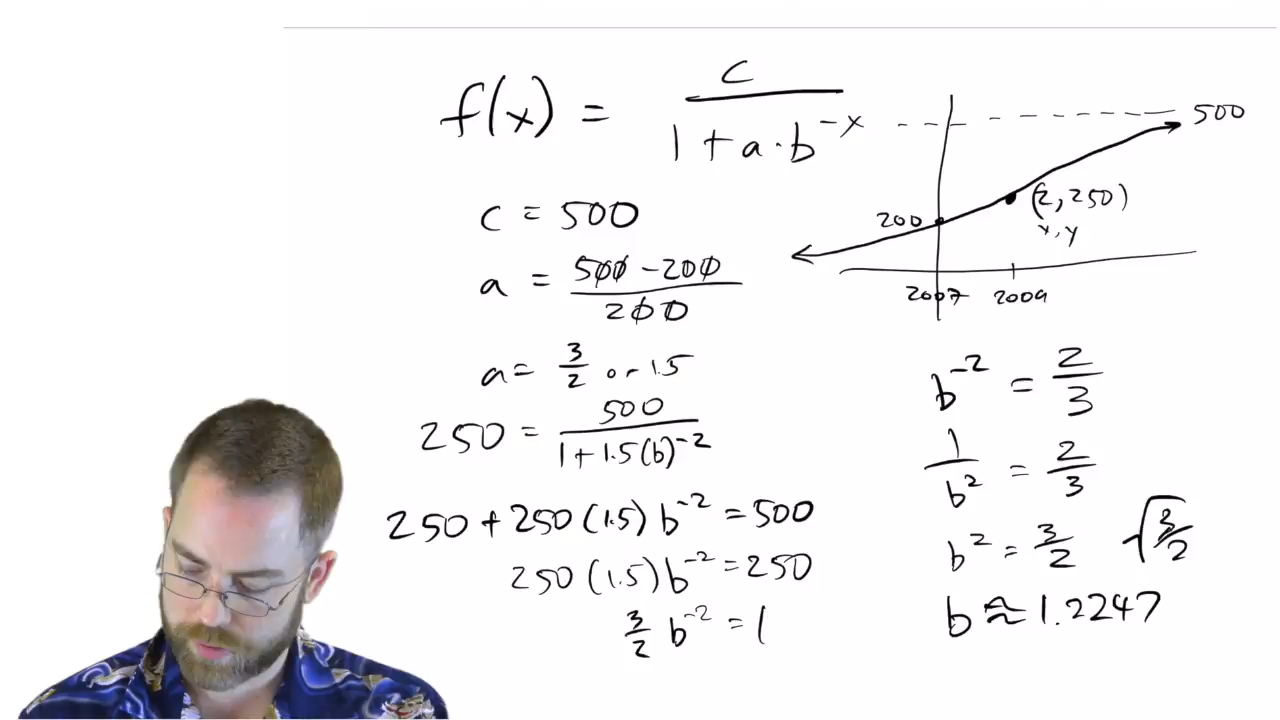 f(x) = c / (1 + a · b^-x)
c = 500
a = (500 - 200) / 200
a = 3/2 or 1.5
250 = 500 / (1 + 1.5(b)^-2)
250 + 250 (1.5) b^-2 = 500
250 (1.5) b^-2 = 250
3/2 b^-2 = 1
500
200
(2, 250)
x, y
2007
2009
b^-2 = 2/3
1/b^2 = 2/3
b^2 = 3/2
√(3/2)
b ≈ 1.2247